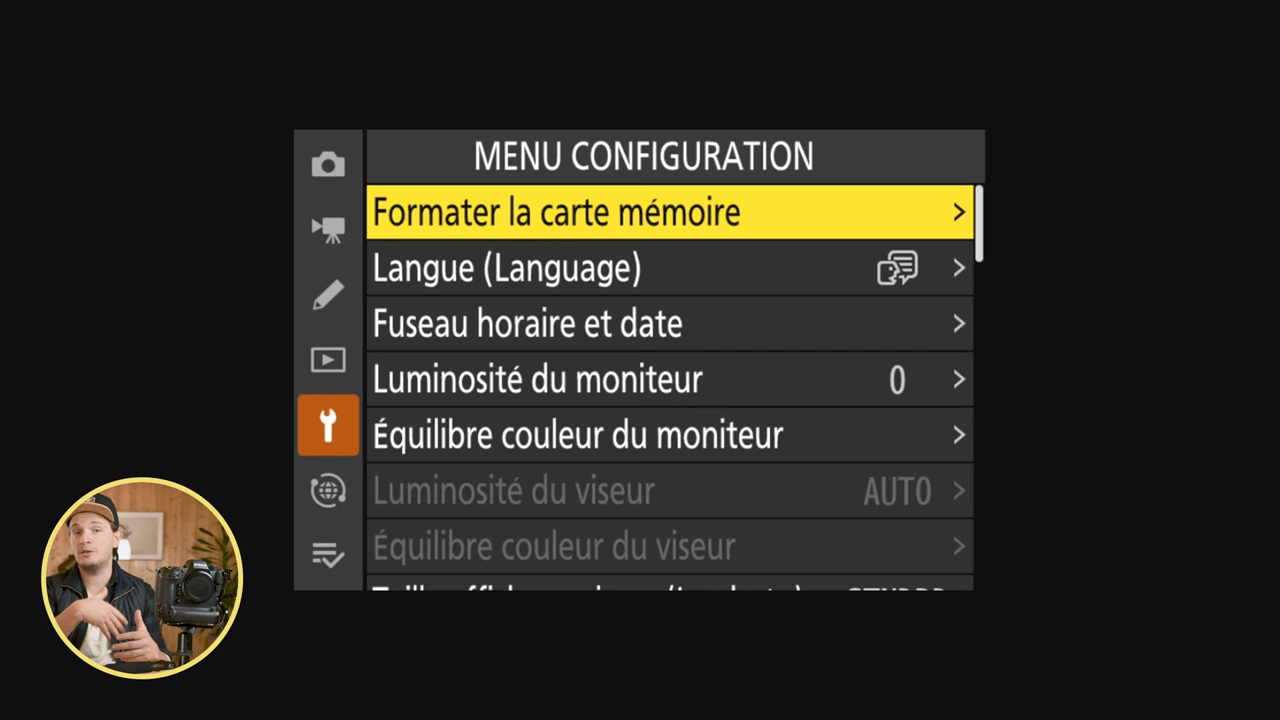 MENU CONFIGURATION
Formater la carte mémoire >
Langue (Language) >
Fuseau horaire et date >
Luminosité du moniteur 0 >
Équilibre couleur du moniteur >
Luminosité du viseur AUTO >
Équilibre couleur du viseur >